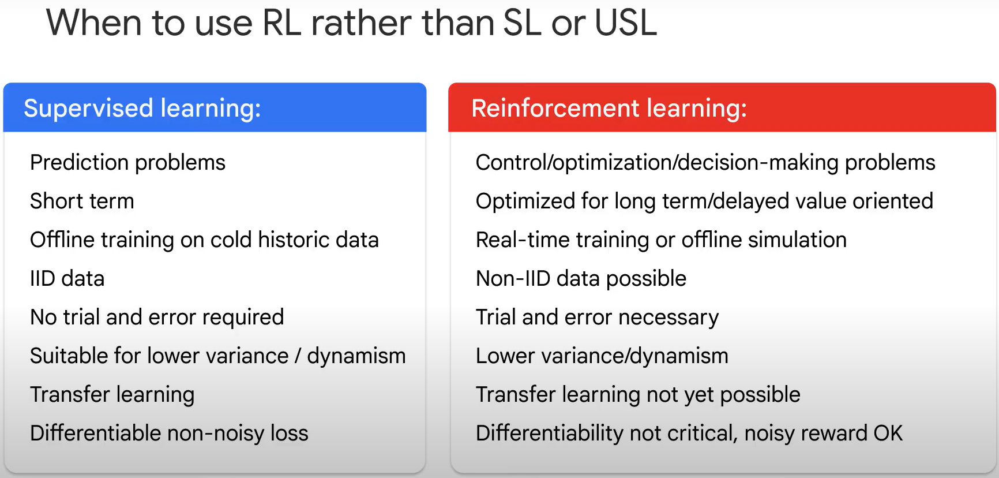 When to use RL rather than SL or USL
Supervised learning:
Prediction problems
Short term
Offline training on cold historic data
IID data
No trial and error required
Suitable for lower variance / dynamism
Transfer learning
Differentiable non-noisy loss
Reinforcement learning:
Control/optimization/decision-making problems
Optimized for long term/delayed value oriented
Real-time training or offline simulation
Non-IID data possible
Trial and error necessary
Lower variance/dynamism
Transfer learning not yet possible
Differentiability not critical, noisy reward OK